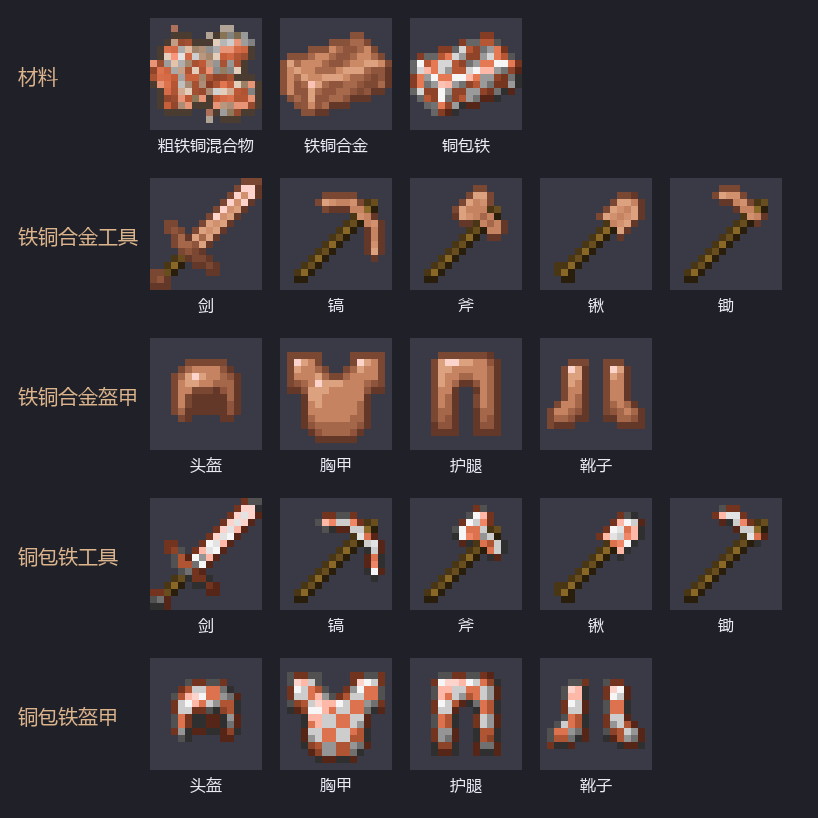 材料
粗铁铜混合物 铁铜合金 铜包铁
铁铜合金工具
剑 镐 斧 锹 锄
铁铜合金盔甲
头盔 胸甲 护腿 靴子
铜包铁工具
剑 镐 斧 锹 锄
铜包铁盔甲
头盔 胸甲 护腿 靴子